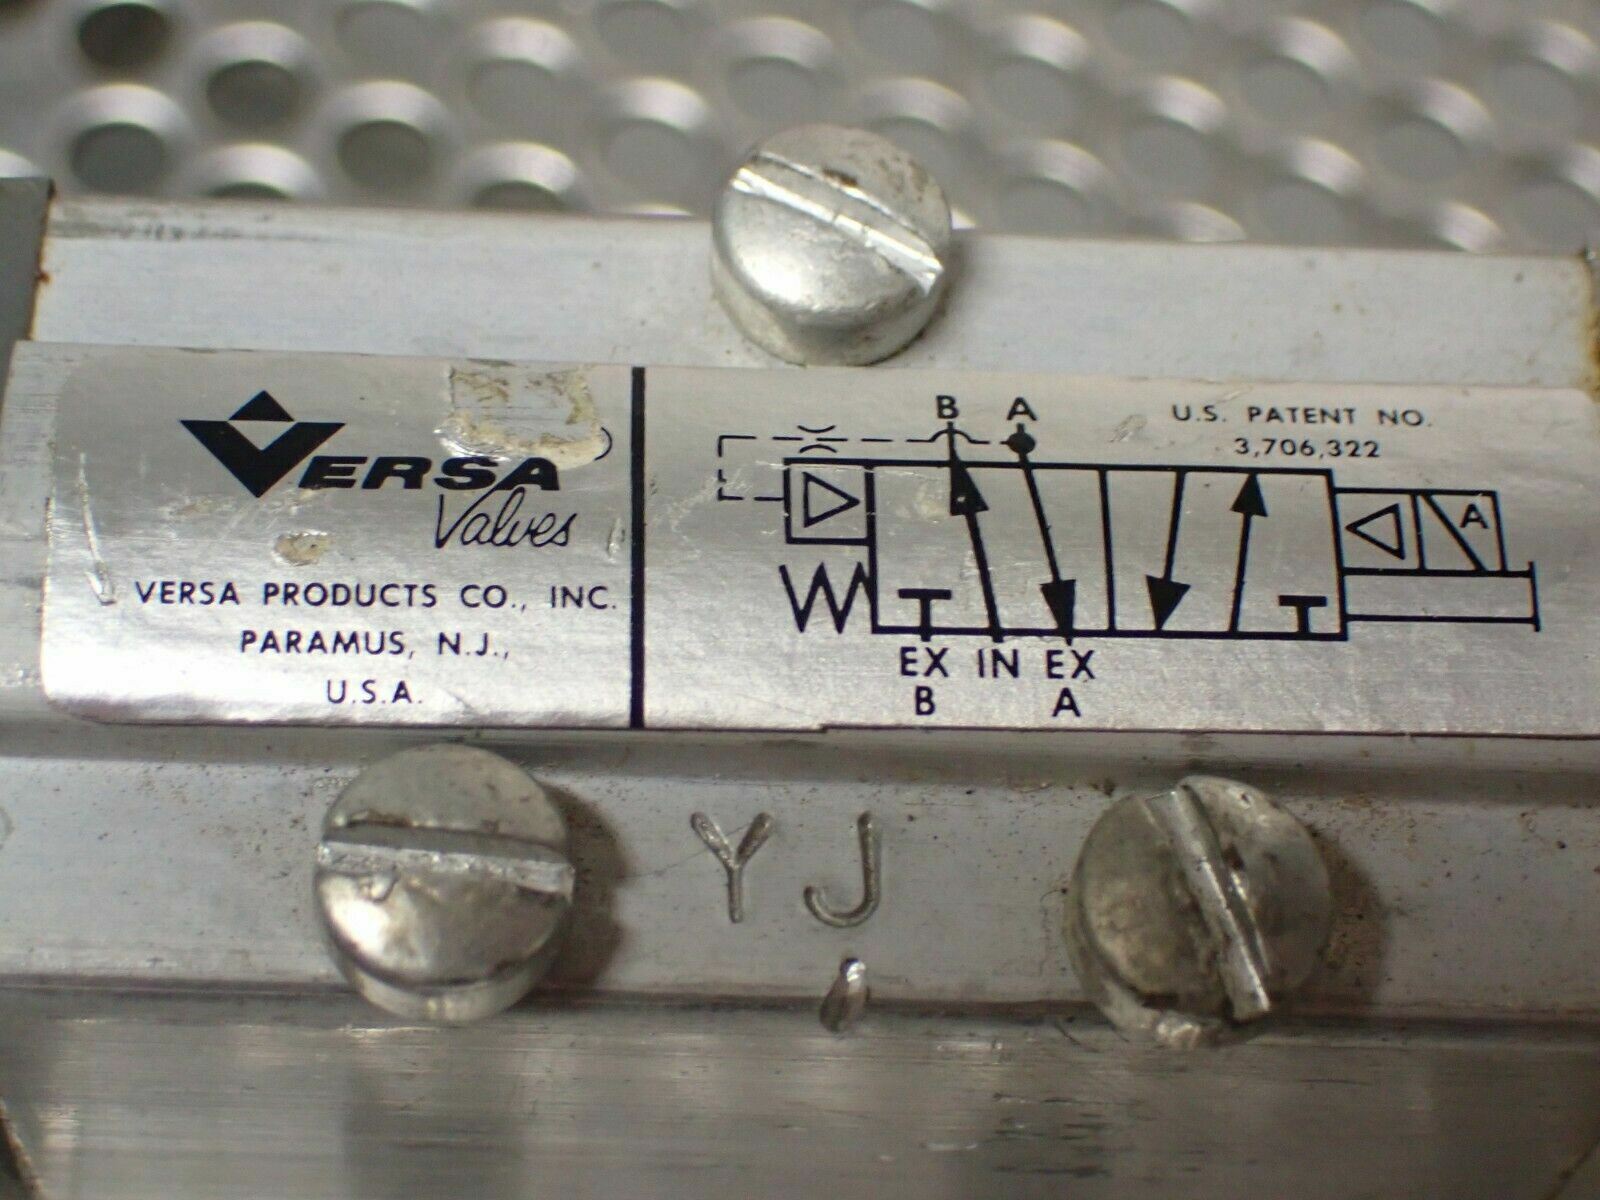 VERSA
Valves
VERSA PRODUCTS CO., INC.
PARAMUS, N.J.,
U.S.A.
B A
U.S. PATENT NO.
3,706,322
A
EX IN EX
B A
YJ